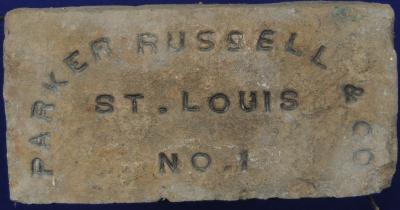 PARKER RUSSELL & CO
ST. LOUIS
NO. 1